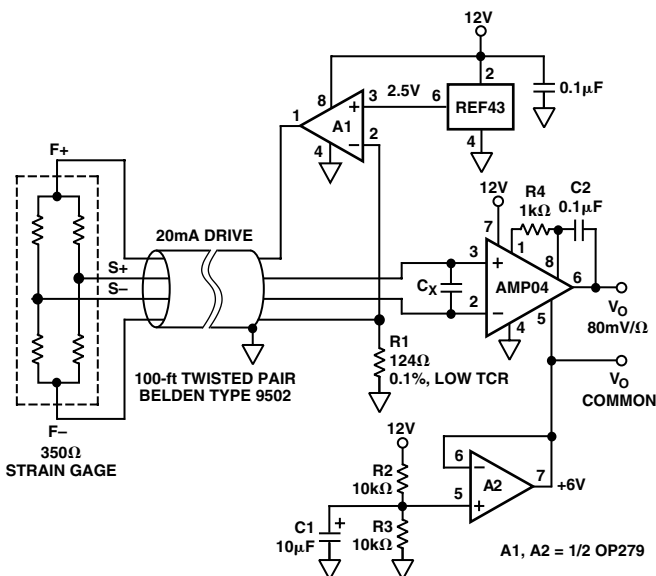 12V
2
0.1μF
REF43
4
8
3
2.5V
6
1
A1
2
4
F+
20mA DRIVE
S+
S–
12V
7
R4
1kΩ
C2
0.1μF
1
8
3
6
CX
AMP04
2
5
4
VO
80mV/Ω
R1
124Ω
0.1%, LOW TCR
VO
COMMON
100-ft TWISTED PAIR
BELDEN TYPE 9502
F–
350Ω
STRAIN GAGE
12V
R2
10kΩ
6
A2
7
+6V
5
C1
10μF
R3
10kΩ
A1, A2 = 1/2 OP279